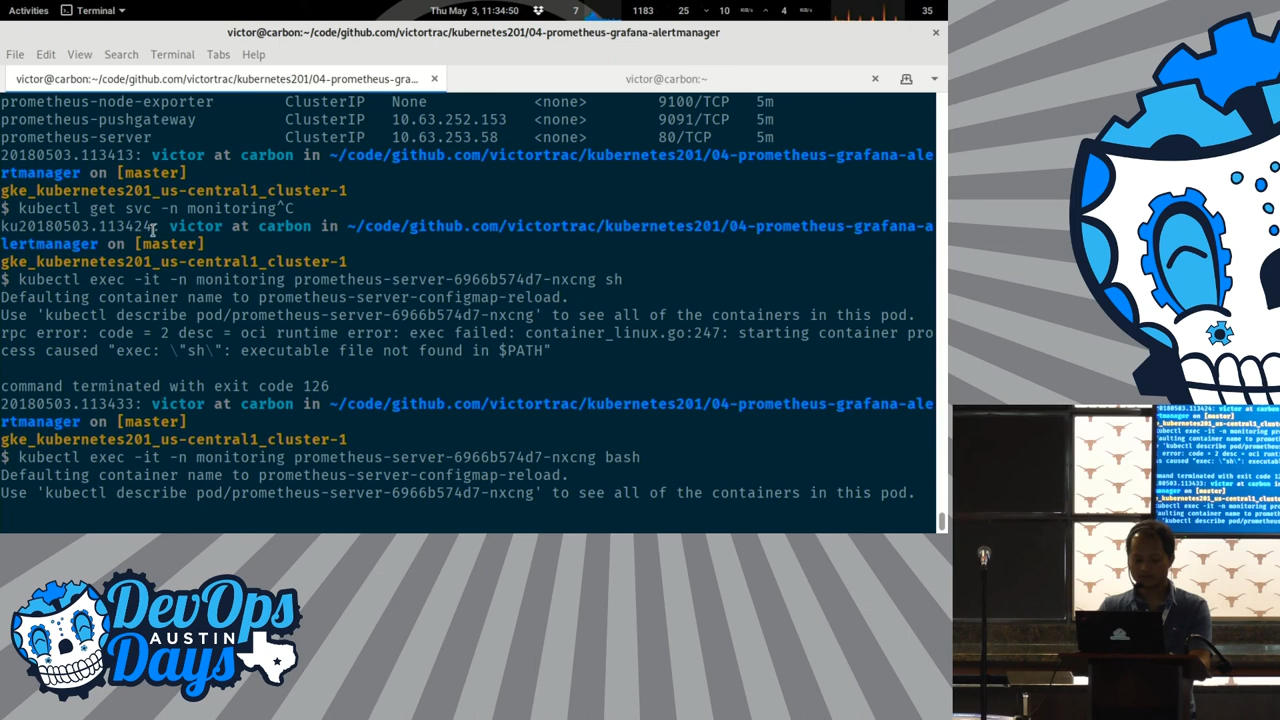 Activities Terminal Thu May 3, 11:34:50 7 1183 25 10 4 35
victor@carbon:~/code/github.com/victortrac/kubernetes201/04-prometheus-grafana-alertmanager ×
File Edit View Search Terminal Tabs Help
victor@carbon:~/code/github.com/victortrac/kubernetes201/04-prometheus-gra... × victor@carbon:~ ×
prometheus-node-exporter ClusterIP None <none> 9100/TCP 5m
prometheus-pushgateway ClusterIP 10.63.252.153 <none> 9091/TCP 5m
prometheus-server ClusterIP 10.63.253.58 <none> 80/TCP 5m
20180503.113413: victor at carbon in ~/code/github.com/victortrac/kubernetes201/04-prometheus-grafana-ale
rtmanager on [master]
gke_kubernetes201_us-central1_cluster-1
$ kubectl get svc -n monitoring^C
ku20180503.113424: victor at carbon in ~/code/github.com/victortrac/kubernetes201/04-prometheus-grafana-a
lertmanager on [master]
gke_kubernetes201_us-central1_cluster-1
$ kubectl exec -it -n monitoring prometheus-server-6966b574d7-nxcng sh
Defaulting container name to prometheus-server-configmap-reload.
Use 'kubectl describe pod/prometheus-server-6966b574d7-nxcng' to see all of the containers in this pod.
rpc error: code = 2 desc = oci runtime error: exec failed: container_linux.go:247: starting container pro
cess caused "exec: \"sh\": executable file not found in $PATH"
command terminated with exit code 126
20180503.113433: victor at carbon in ~/code/github.com/victortrac/kubernetes201/04-prometheus-grafana-ale
rtmanager on [master]
gke_kubernetes201_us-central1_cluster-1
$ kubectl exec -it -n monitoring prometheus-server-6966b574d7-nxcng bash
Defaulting container name to prometheus-server-configmap-reload.
Use 'kubectl describe pod/prometheus-server-6966b574d7-nxcng' to see all of the containers in this pod.
DevOps
AUSTIN
Days